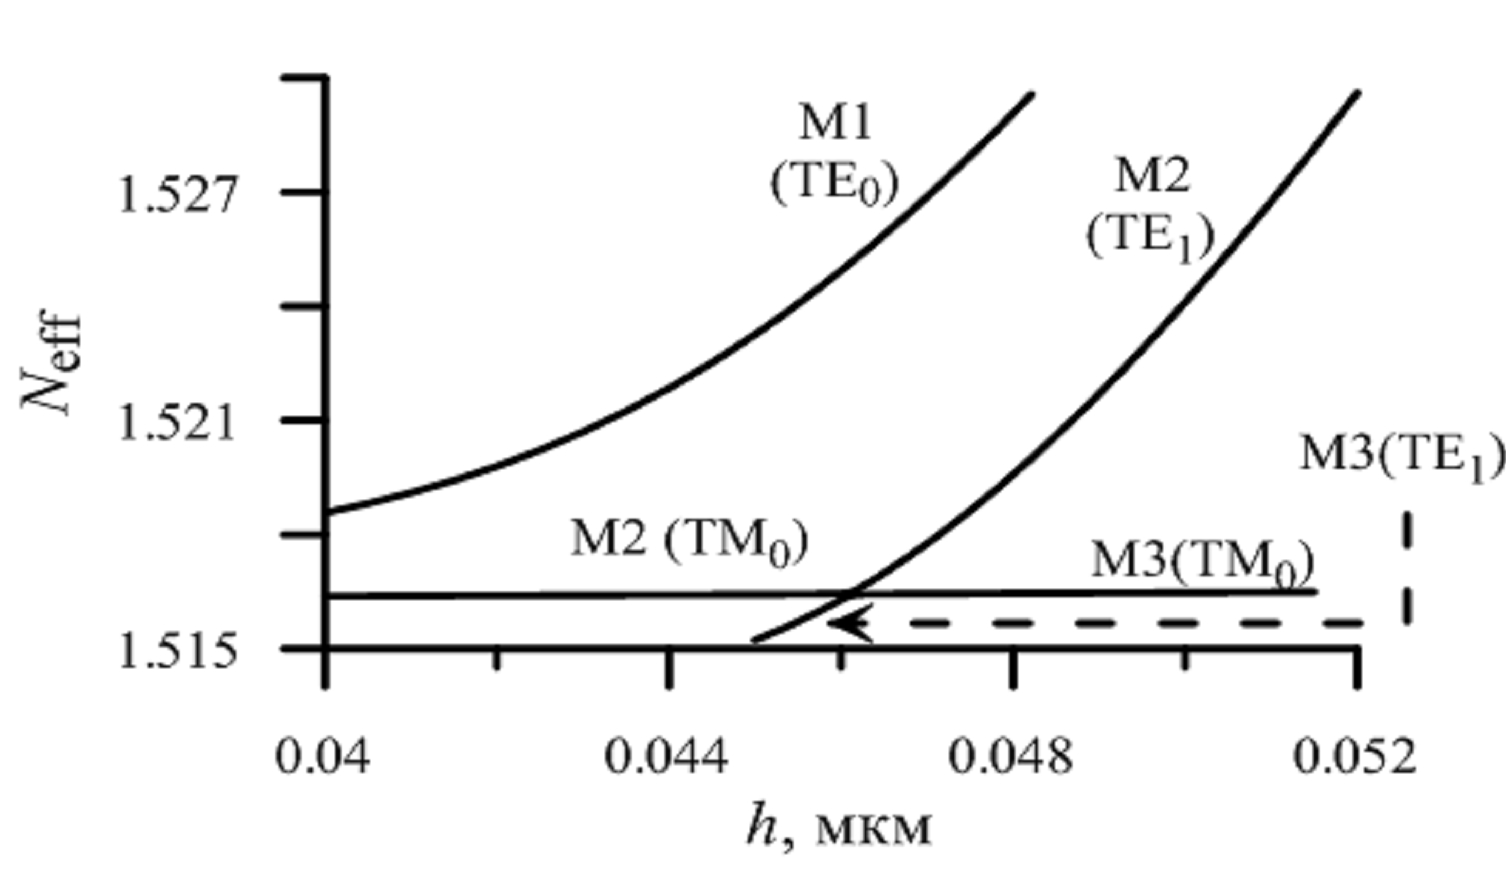 M1
(TE₀)
M2
(TE₁)
1.527
N_eff
1.521
M3(TE₁)
M2 (TM₀)
M3(TM₀)
1.515
0.04 0.044 0.048 0.052
h, мкм